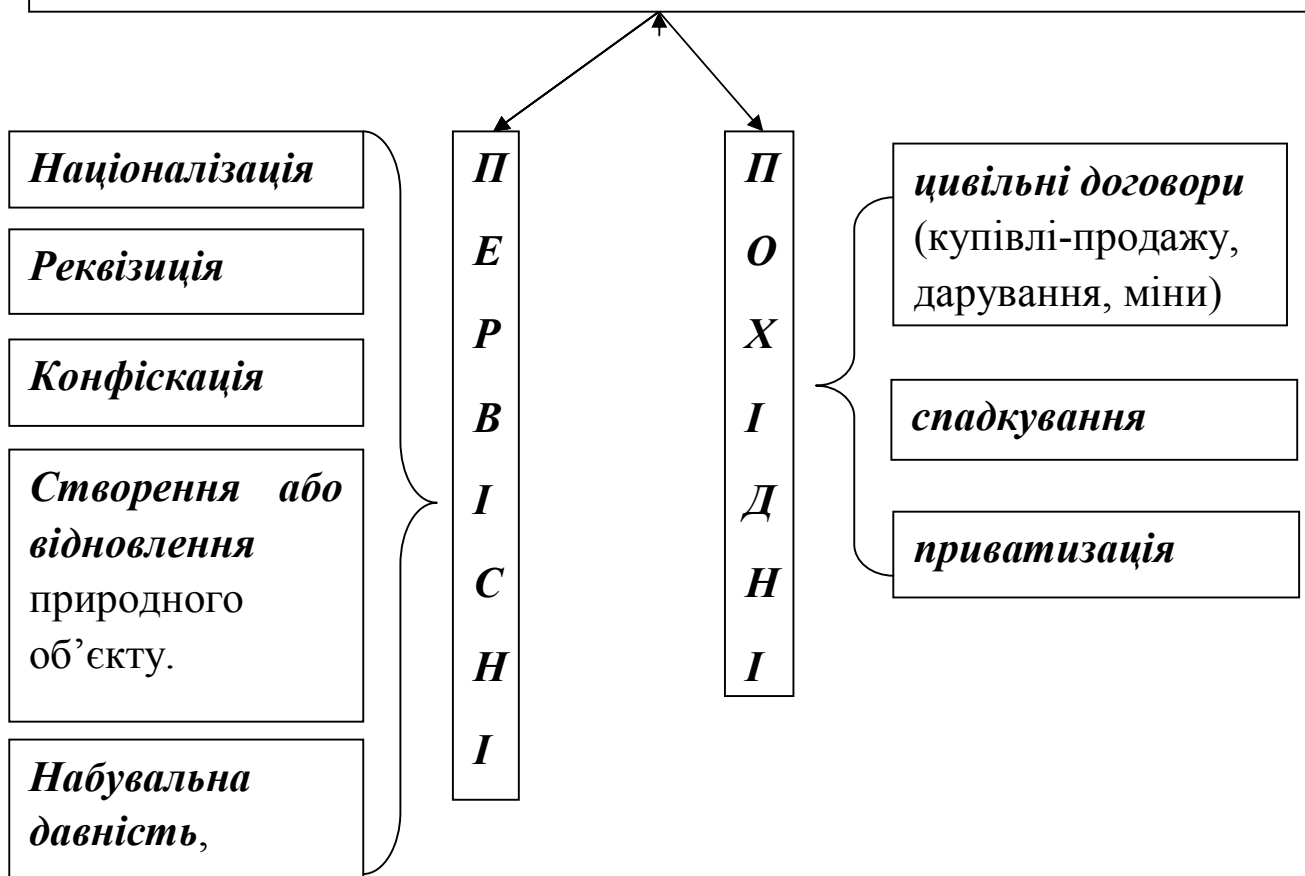 Націоналізація
Реквізиція
Конфіскація
Створення або
відновлення
природного
об’єкту.
Набувальна
давність,
П
Е
Р
В
І
С
Н
І
П
О
Х
І
Д
Н
І
цивільні договори
(купівлі-продажу,
дарування, міни)
спадкування
приватизація